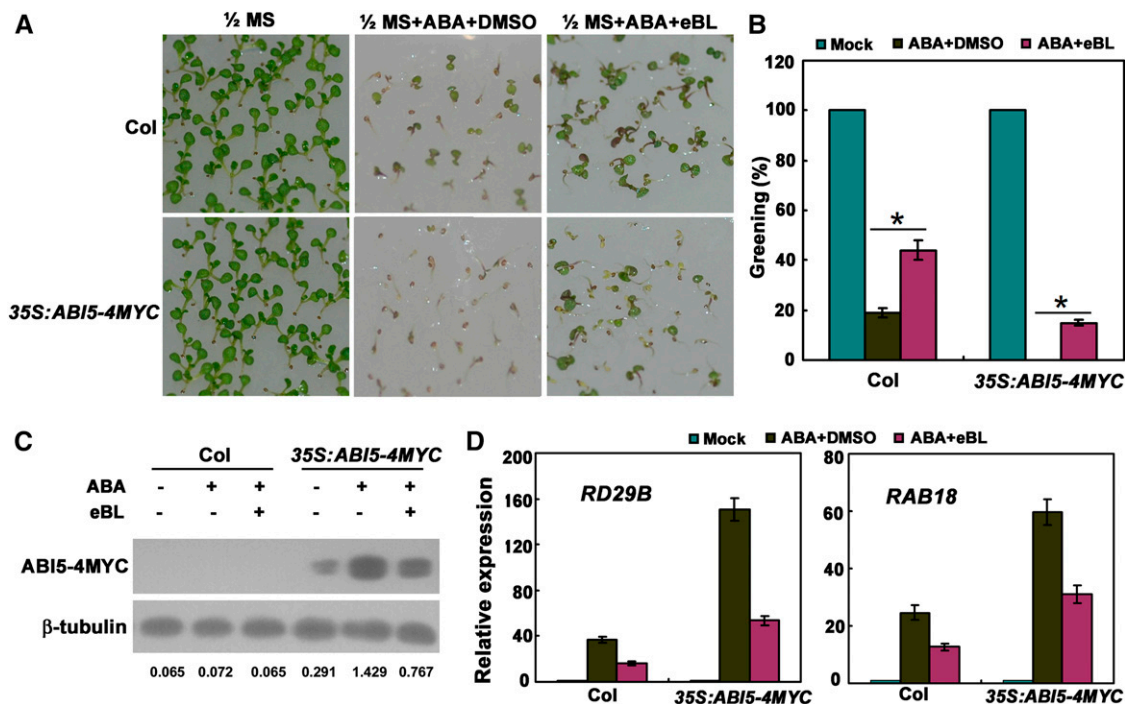 A
½ MS
½ MS+ABA+DMSO
½ MS+ABA+eBL
Col
35S:ABI5-4MYC
B
Mock
ABA+DMSO
ABA+eBL
Greening (%)
120
100
80
60
40
20
0
*
*
Col
35S:ABI5-4MYC
C
Col
35S:ABI5-4MYC
ABA
- + + - + +
eBL
- - + - - +
ABI5-4MYC
β-tubulin
0.065 0.072 0.065 0.291 1.429 0.767
D
Mock
ABA+DMSO
ABA+eBL
Relative expression
200
160
120
80
40
0
RD29B
Col
35S:ABI5-4MYC
80
60
40
20
0
RAB18
Col
35S:ABI5-4MYC